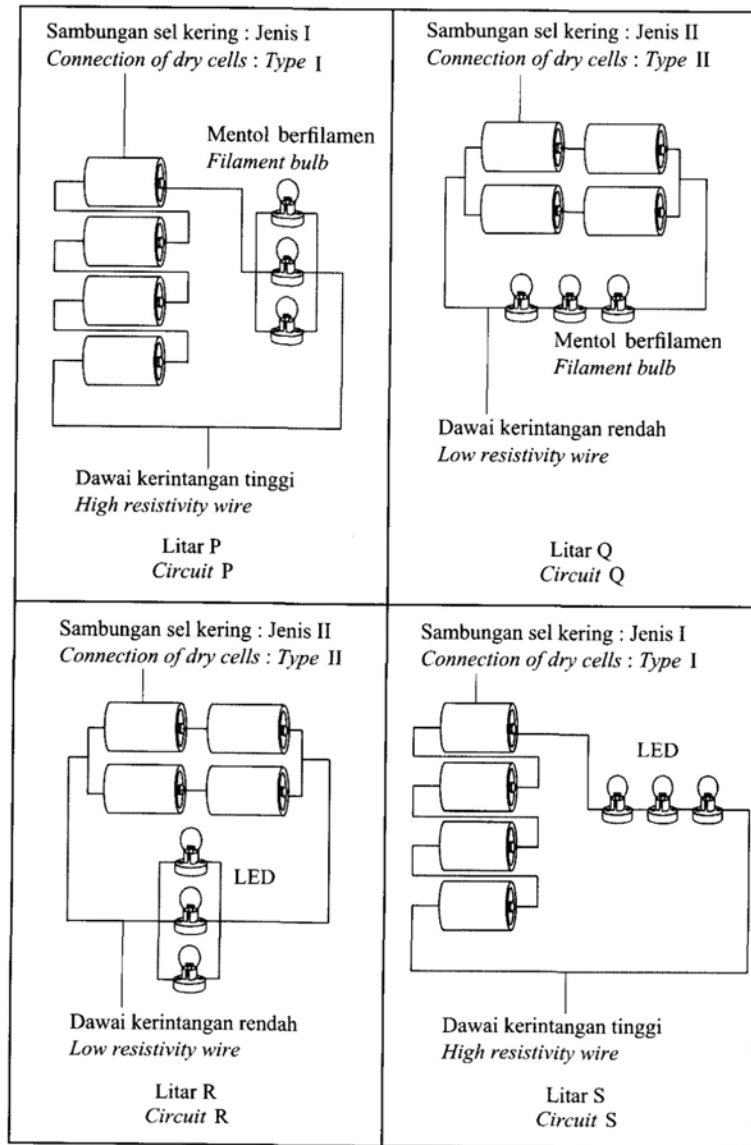 Sambungan sel kering : Jenis I
Connection of dry cells : Type I
Mentol berfilamen
Filament bulb
Dawai kerintangan tinggi
High resistivity wire
Litar P
Circuit P
Sambungan sel kering : Jenis II
Connection of dry cells : Type II
Mentol berfilamen
Filament bulb
Dawai kerintangan rendah
Low resistivity wire
Litar Q
Circuit Q
Sambungan sel kering : Jenis II
Connection of dry cells : Type II
LED
Dawai kerintangan rendah
Low resistivity wire
Litar R
Circuit R
Sambungan sel kering : Jenis I
Connection of dry cells : Type I
LED
Dawai kerintangan tinggi
High resistivity wire
Litar S
Circuit S